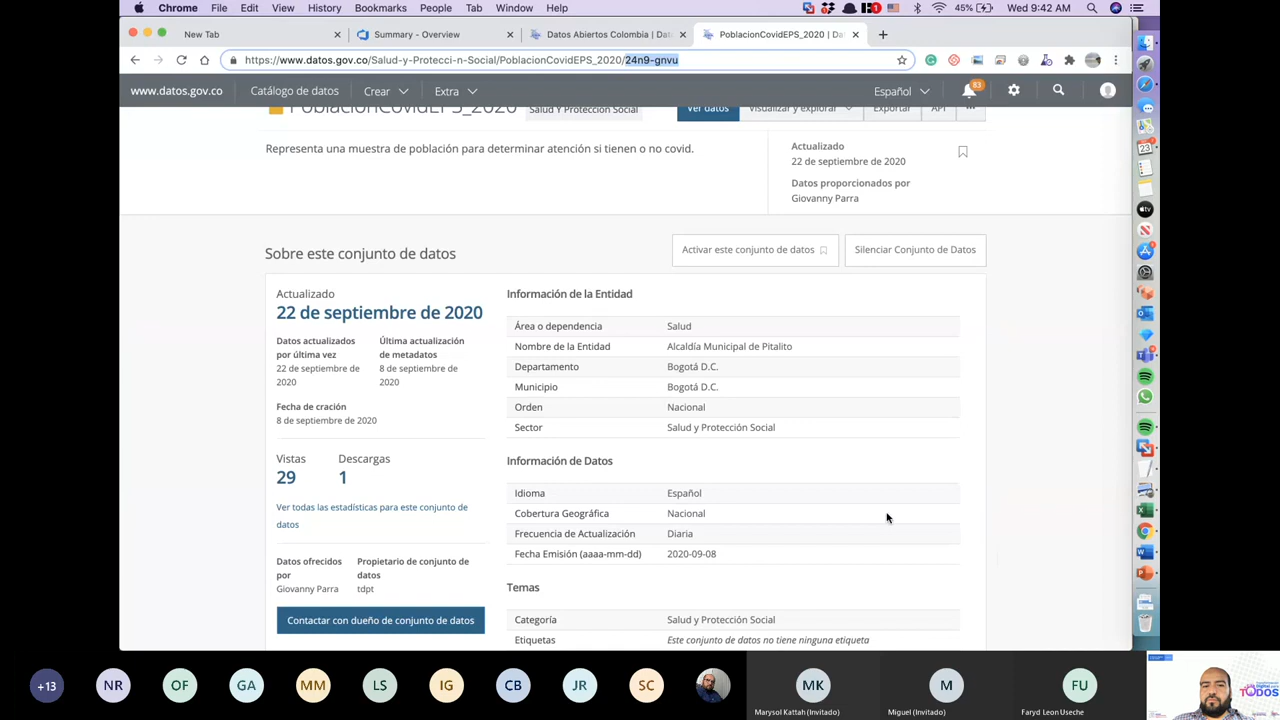 Chrome File Edit View History Bookmarks People Tab Window Help
1 45% Wed 9:42 AM
New Tab
Summary - Overview
Datos Abiertos Colombia | Datos
PoblacionCovidEPS_2020 | Dat
https://www.datos.gov.co/Salud-y-Protecci-n-Social/PoblacionCovidEPS_2020/24n9-gnvu
www.datos.gov.co Catálogo de datos Crear Extra Español 83
PoblacionCovidEPS_2020 Salud Y Protección Social Ver datos Visualizar y explorar Exportar API
Representa una muestra de población para determinar atención si tienen o no covid.
Actualizado
22 de septiembre de 2020
Datos proporcionados por
Giovanny Parra
Sobre este conjunto de datos
Activar este conjunto de datos
Silenciar Conjunto de Datos
Actualizado
22 de septiembre de 2020
Datos actualizados
por última vez
22 de septiembre de
2020
Última actualización
de metadatos
8 de septiembre de
2020
Fecha de cración
8 de septiembre de 2020
Vistas
29
Descargas
1
Ver todas las estadísticas para este conjunto de
datos
Datos ofrecidos
por
Giovanny Parra
Propietario de conjunto de
datos
tdpt
Contactar con dueño de conjunto de datos
Información de la Entidad
Área o dependencia Salud
Nombre de la Entidad Alcaldía Municipal de Pitalito
Departamento Bogotá D.C.
Municipio Bogotá D.C.
Orden Nacional
Sector Salud y Protección Social
Información de Datos
Idioma Español
Cobertura Geográfica Nacional
Frecuencia de Actualización Diaria
Fecha Emisión (aaaa-mm-dd) 2020-09-08
Temas
Categoría Salud y Protección Social
Etiquetas Este conjunto de datos no tiene ninguna etiqueta
23
tv
+13 NR OF GA MM LS IG CB JR SC MK M FU
Marysol Kattah (Invitado) Miguel (Invitado) Faryd Leon Useche
TODOS